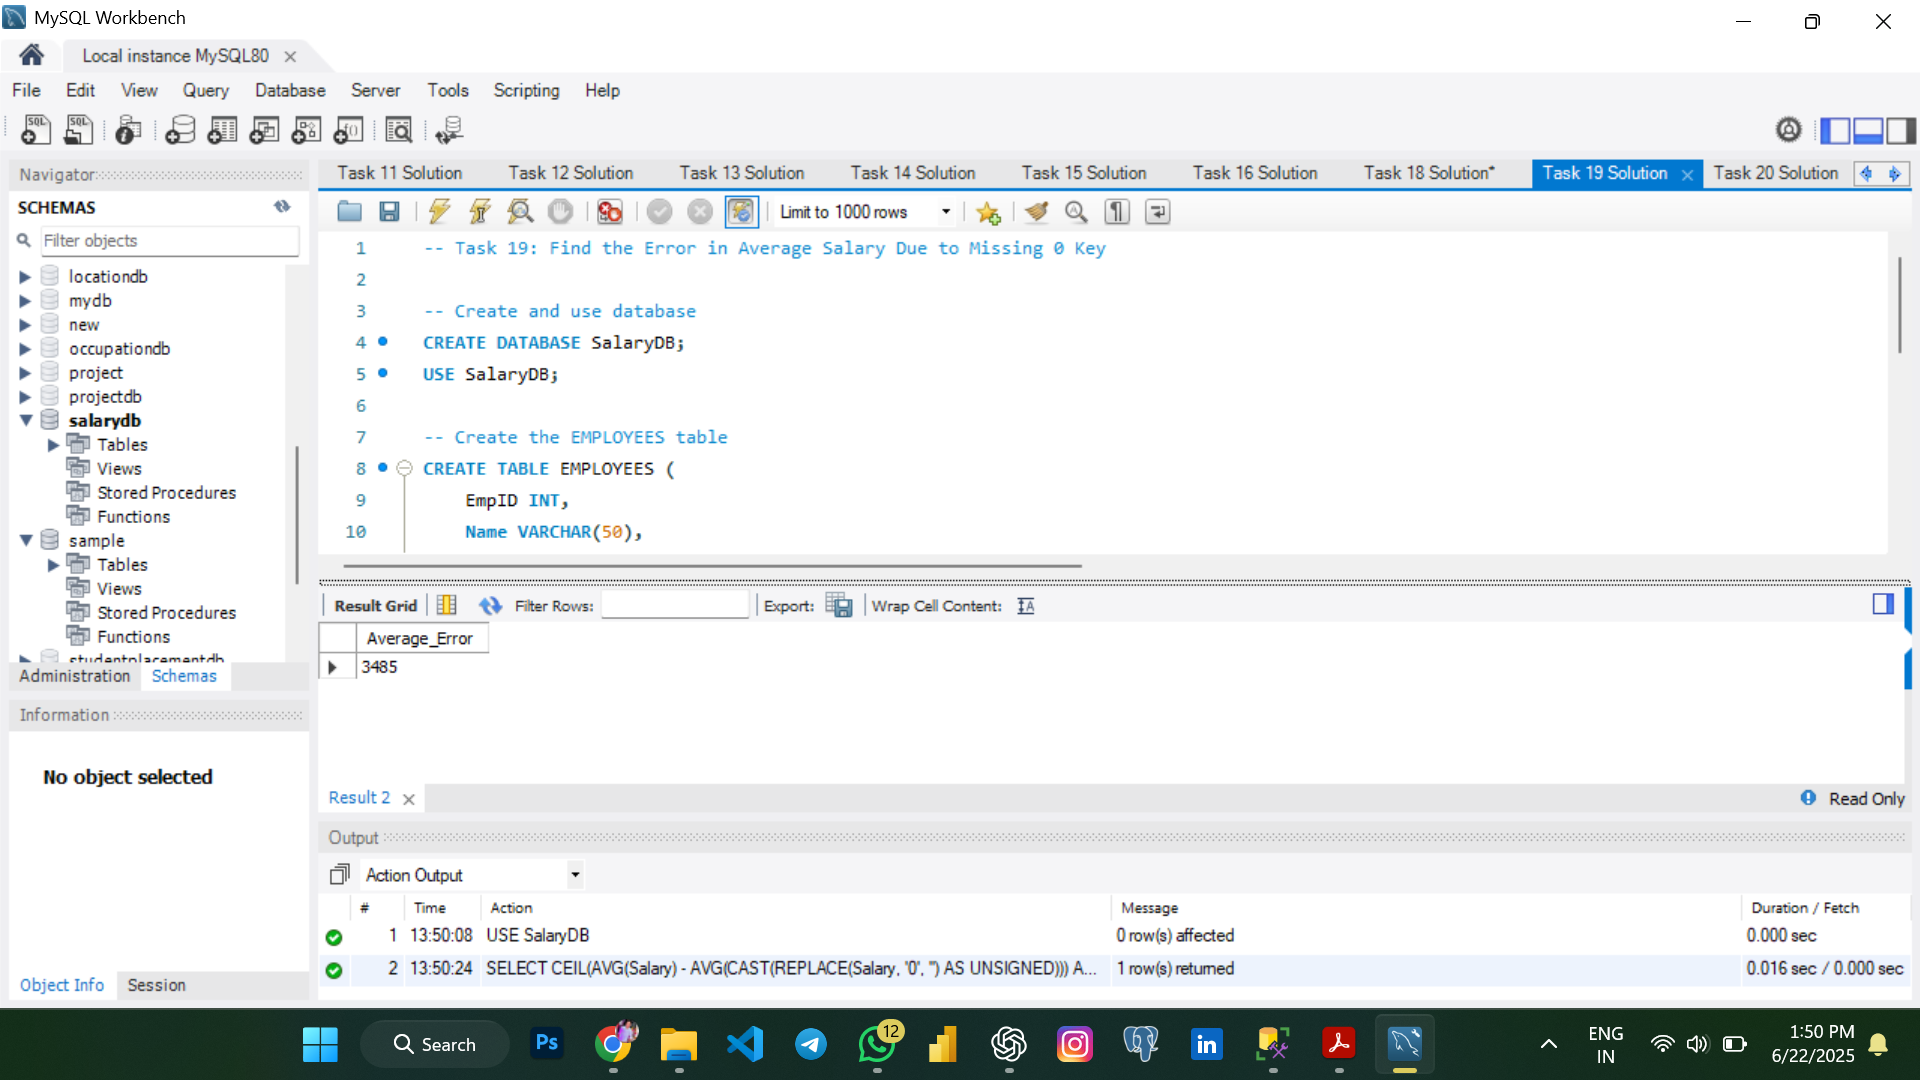 MySQL Workbench
Local instance MySQL80
File Edit View Query Database Server Tools Scripting Help
Navigator
SCHEMAS
Filter objects
locationdb
mydb
new
occupationdb
project
projectdb
salarydb
Tables
Views
Stored Procedures
Functions
sample
Tables
Views
Stored Procedures
Functions
studentplacementdb
Administration Schemas
Information
No object selected
Object Info Session
Task 11 Solution Task 12 Solution Task 13 Solution Task 14 Solution Task 15 Solution Task 16 Solution Task 18 Solution* Task 19 Solution Task 20 Solution
Limit to 1000 rows
1 -- Task 19: Find the Error in Average Salary Due to Missing 0 Key
2
3 -- Create and use database
4 CREATE DATABASE SalaryDB;
5 USE SalaryDB;
6
7 -- Create the EMPLOYEES table
8 CREATE TABLE EMPLOYEES (
9 EmpID INT,
10 Name VARCHAR(50),
Result Grid Filter Rows: Export: Wrap Cell Content:
Average_Error
3485
Result 2 Read Only
Output
Action Output
# Time Action Message Duration / Fetch
1 13:50:08 USE SalaryDB 0 row(s) affected 0.000 sec
2 13:50:24 SELECT CEIL(AVG(Salary) - AVG(CAST(REPLACE(Salary, '0', '') AS UNSIGNED))) A... 1 row(s) returned 0.016 sec / 0.000 sec
Search
Ps
12
in
ENG
IN
1:50 PM
6/22/2025